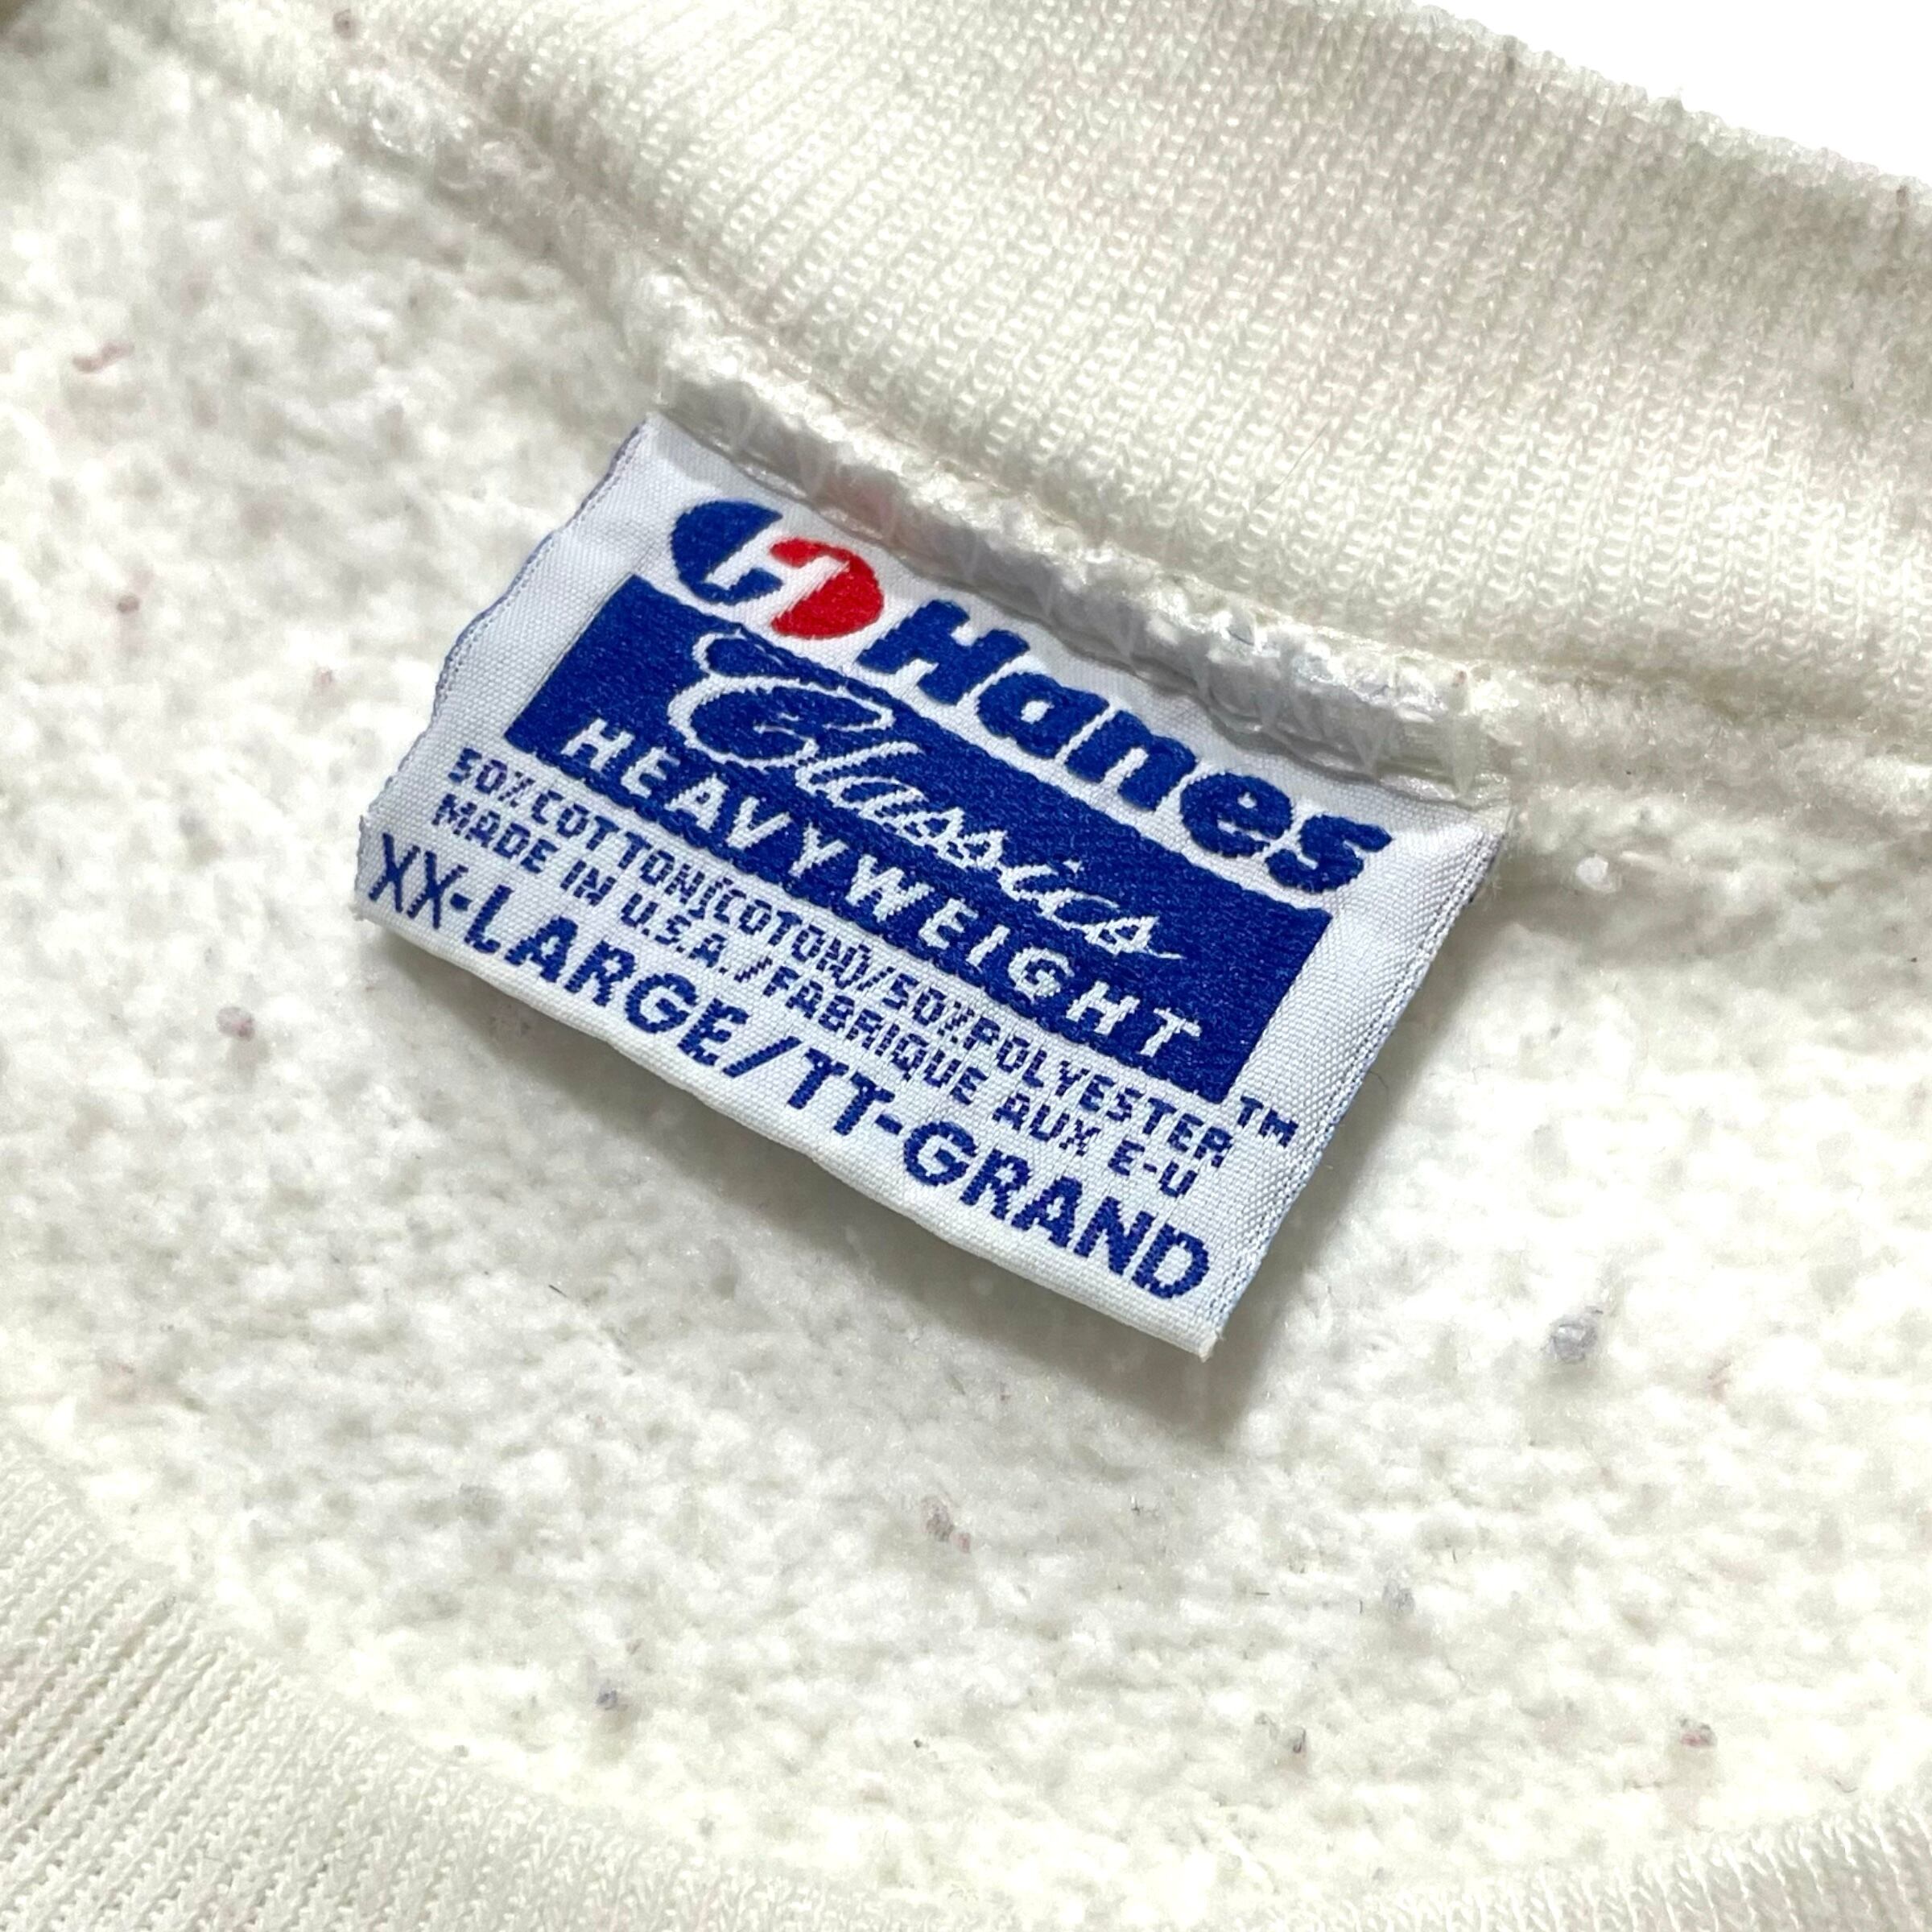 Hanes
Classics
HEAVYWEIGHT
TM
50%COTTON(COTON)/50%POLYESTER
MADE IN U.S.A./FABRIQUE AUX E-U
XX-LARGE/TT-GRAND